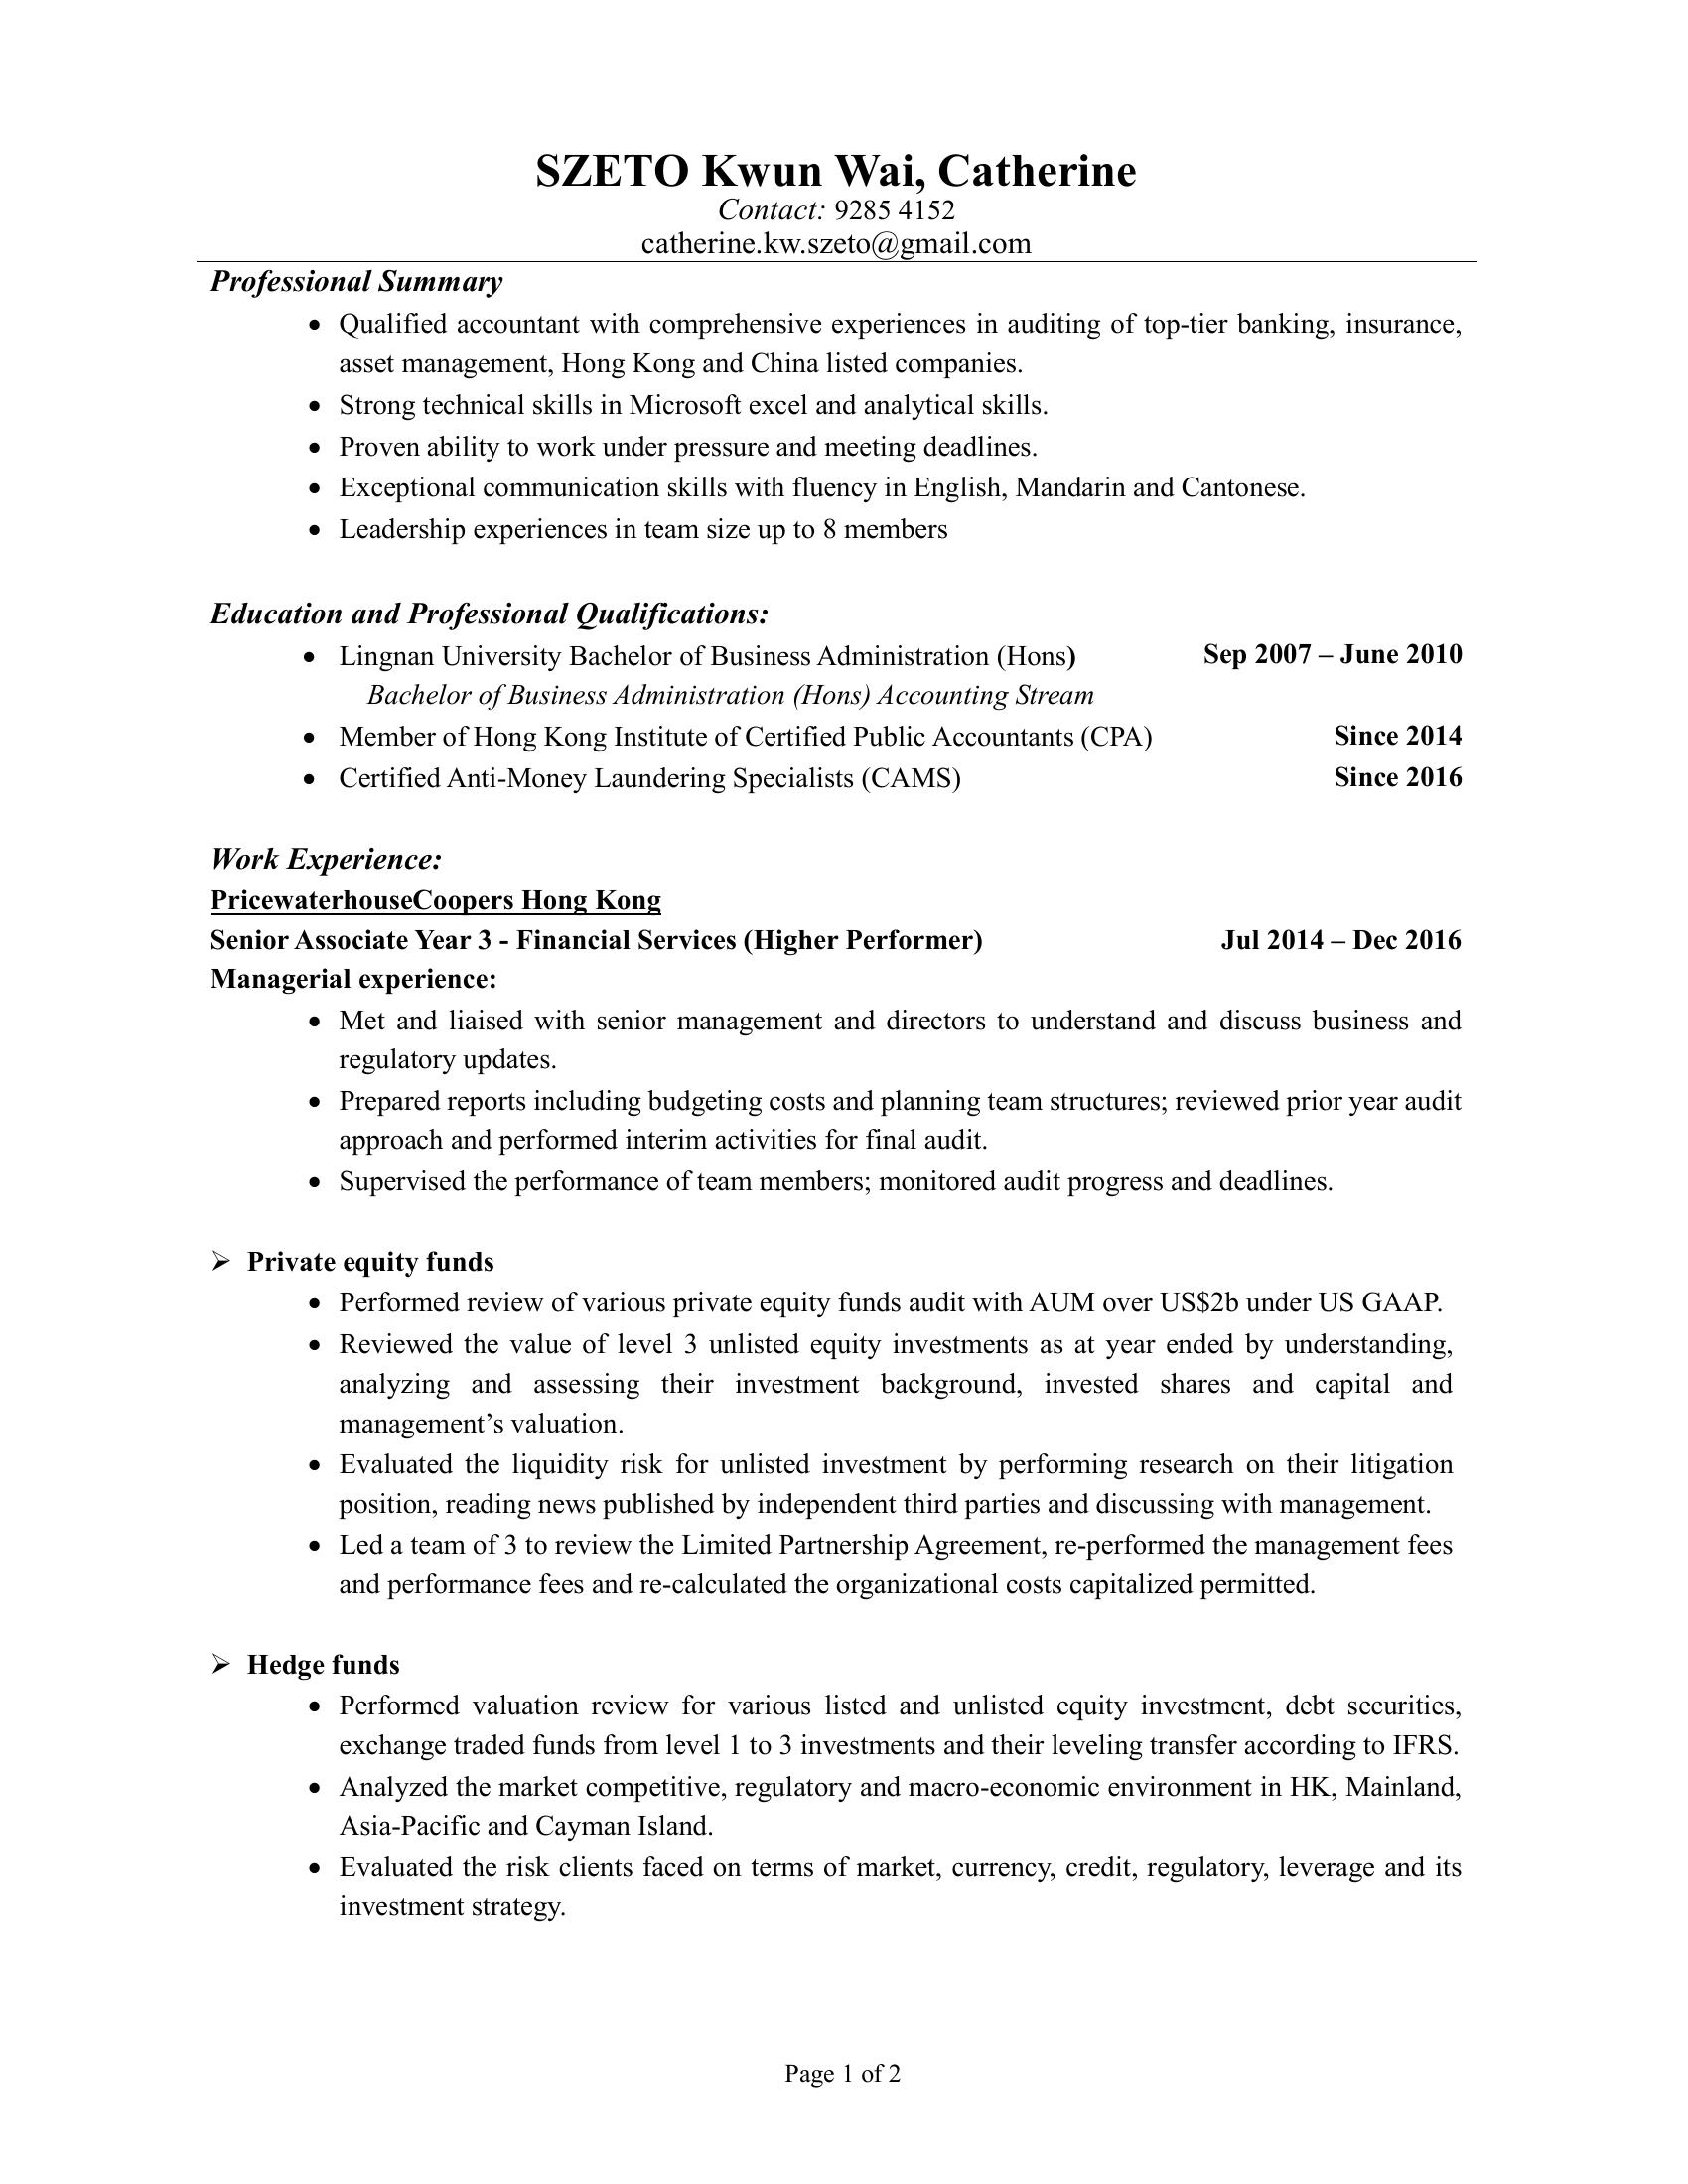 SZETO Kwun Wai, Catherine
Contact: 9285 4152
catherine.kw.szeto@gmail.com
Professional Summary
• Qualified accountant with comprehensive experiences in auditing of top-tier banking, insurance,
asset management, Hong Kong and China listed companies.
• Strong technical skills in Microsoft excel and analytical skills.
• Proven ability to work under pressure and meeting deadlines.
• Exceptional communication skills with fluency in English, Mandarin and Cantonese.
• Leadership experiences in team size up to 8 members
Education and Professional Qualifications:
• Lingnan University Bachelor of Business Administration (Hons) Sep 2007 – June 2010
Bachelor of Business Administration (Hons) Accounting Stream
• Member of Hong Kong Institute of Certified Public Accountants (CPA) Since 2014
• Certified Anti-Money Laundering Specialists (CAMS) Since 2016
Work Experience:
PricewaterhouseCoopers Hong Kong
Senior Associate Year 3 - Financial Services (Higher Performer) Jul 2014 – Dec 2016
Managerial experience:
• Met and liaised with senior management and directors to understand and discuss business and
regulatory updates.
• Prepared reports including budgeting costs and planning team structures; reviewed prior year audit
approach and performed interim activities for final audit.
• Supervised the performance of team members; monitored audit progress and deadlines.
➢ Private equity funds
• Performed review of various private equity funds audit with AUM over US$2b under US GAAP.
• Reviewed the value of level 3 unlisted equity investments as at year ended by understanding,
analyzing and assessing their investment background, invested shares and capital and
management’s valuation.
• Evaluated the liquidity risk for unlisted investment by performing research on their litigation
position, reading news published by independent third parties and discussing with management.
• Led a team of 3 to review the Limited Partnership Agreement, re-performed the management fees
and performance fees and re-calculated the organizational costs capitalized permitted.
➢ Hedge funds
• Performed valuation review for various listed and unlisted equity investment, debt securities,
exchange traded funds from level 1 to 3 investments and their leveling transfer according to IFRS.
• Analyzed the market competitive, regulatory and macro-economic environment in HK, Mainland,
Asia-Pacific and Cayman Island.
• Evaluated the risk clients faced on terms of market, currency, credit, regulatory, leverage and its
investment strategy.
Page 1 of 2